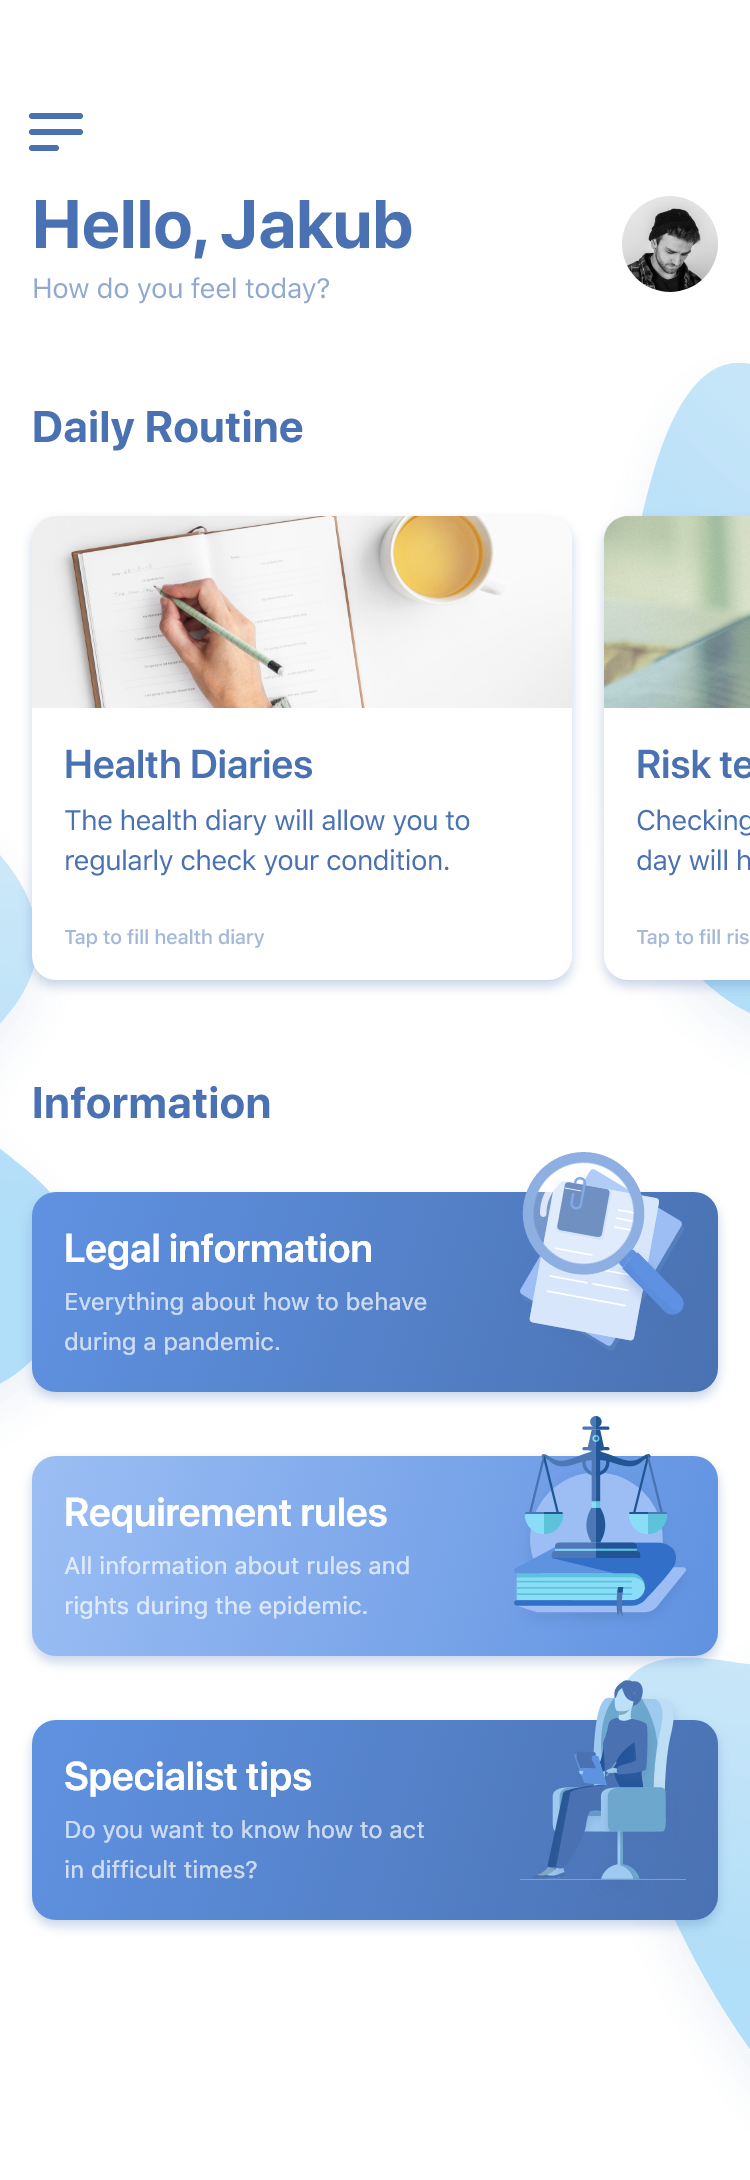 Hello, Jakub
How do you feel today?
Daily Routine
Health Diaries
The health diary will allow you to
regularly check your condition.
Tap to fill health diary
Risk te
Checking
day will h
Tap to fill ris
Information
Legal information
Everything about how to behave
during a pandemic.
Requirement rules
All information about rules and
rights during the epidemic.
Specialist tips
Do you want to know how to act
in difficult times?